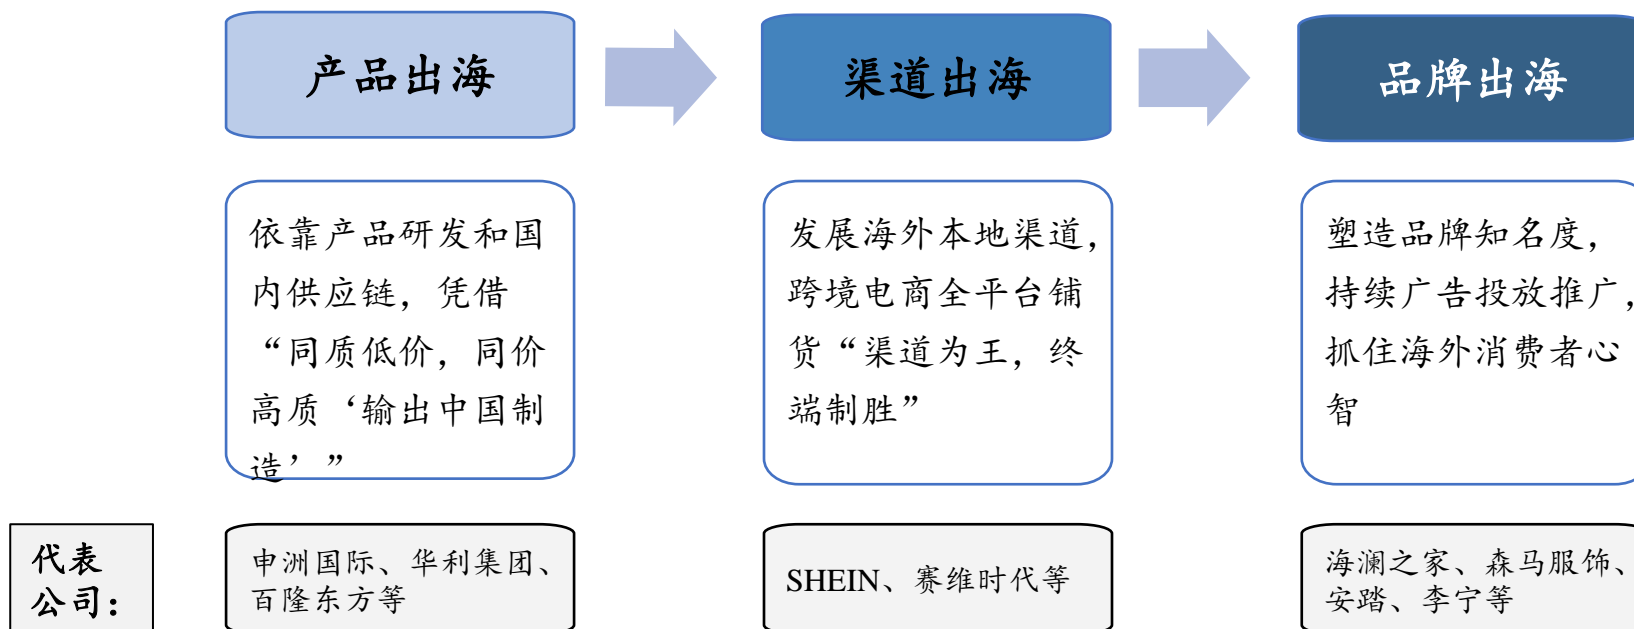 产品出海
渠道出海
品牌出海
依靠产品研发和国
内供应链，凭借
“同质低价，同价
高质‘输出中国制
造’”
发展海外本地渠道，
跨境电商全平台铺
货“渠道为王，终
端制胜”
塑造品牌知名度，
持续广告投放推广，
抓住海外消费者心
智
代表
公司：
申洲国际、华利集团、
百隆东方等
SHEIN、赛维时代等
海澜之家、森马服饰、
安踏、李宁等